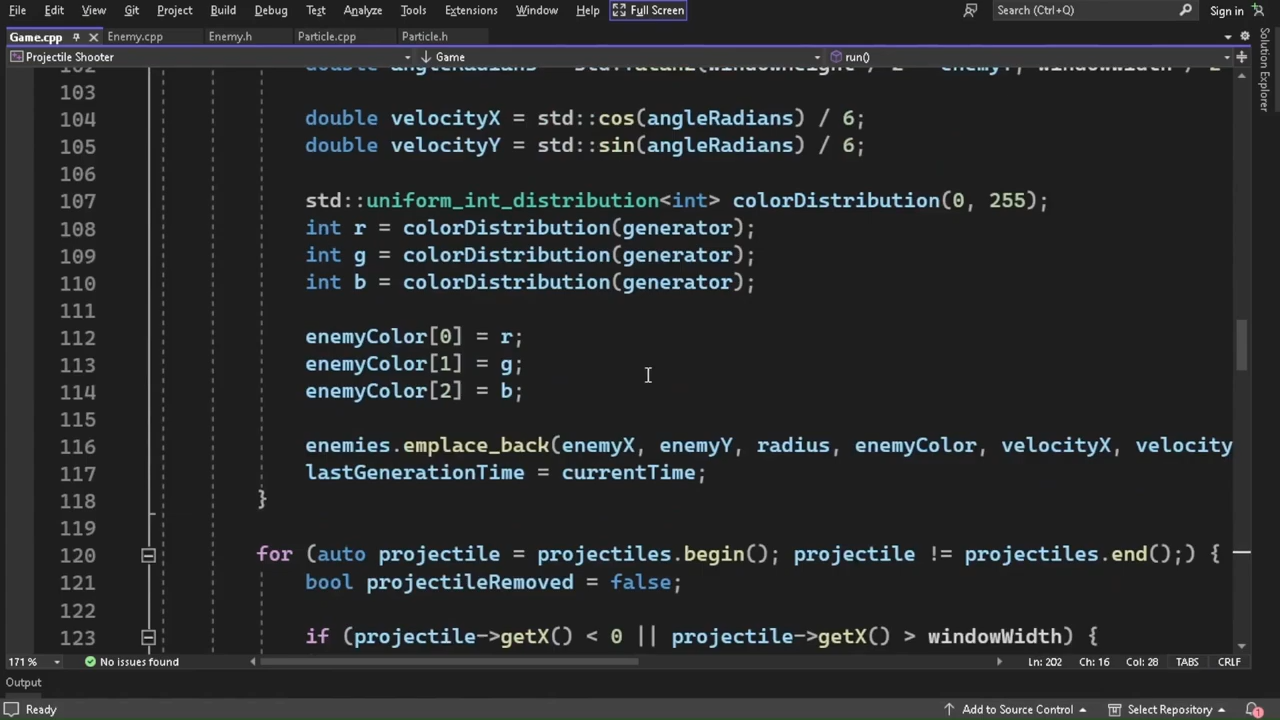 File Edit View Git Project Build Debug Test Analyze Tools Extensions Window Help Full Screen Search (Ctrl+Q) Sign in
Game.cpp Enemy.cpp Enemy.h Particle.cpp Particle.h
Projectile Shooter Game run()
Solution Explorer
103
104 double velocityX = std::cos(angleRadians) / 6;
105 double velocityY = std::sin(angleRadians) / 6;
106
107 std::uniform_int_distribution<int> colorDistribution(0, 255);
108 int r = colorDistribution(generator);
109 int g = colorDistribution(generator);
110 int b = colorDistribution(generator);
111
112 enemyColor[0] = r;
113 enemyColor[1] = g;
114 enemyColor[2] = b;
115
116 enemies.emplace_back(enemyX, enemyY, radius, enemyColor, velocityX, velocity
117 lastGenerationTime = currentTime;
118 }
119
120 for (auto projectile = projectiles.begin(); projectile != projectiles.end();) {
121 bool projectileRemoved = false;
122
123 if (projectile->getX() < 0 || projectile->getX() > windowWidth) {
171 % No issues found Ln: 202 Ch: 16 Col: 28 TABS CRLF
Output
Ready Add to Source Control Select Repository 1